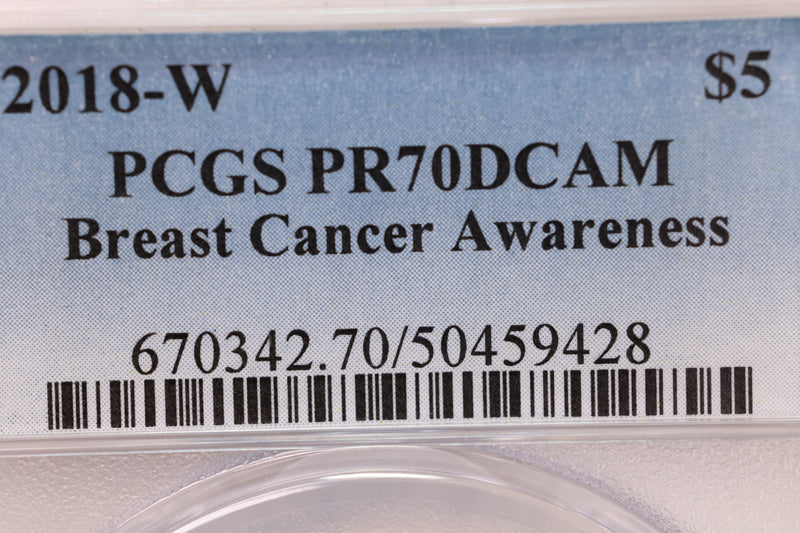 2018-W $5
PCGS PR70DCAM
Breast Cancer Awareness
670342.70/50459428